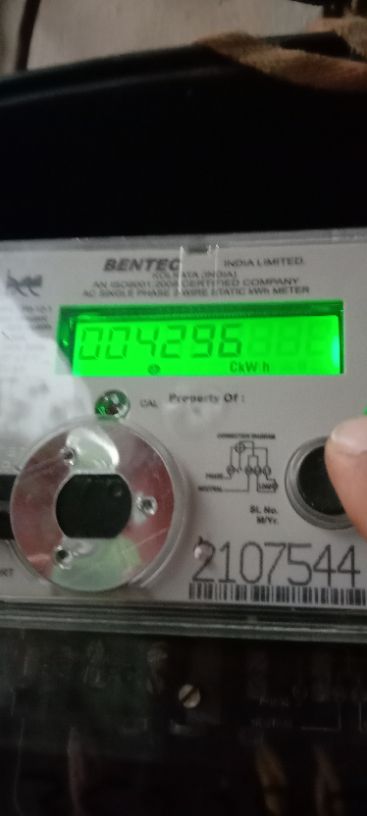 BENTEC INDIA LIMITED.
KOLKATA (INDIA)
AN ISO9001:2008 CERTIFIED COMPANY
AC SINGLE PHASE 2-WIRE STATIC kWh METER
004296
CkWh
CAL
Property Of :
CONNECTION DIAGRAM
PHASE
NEUTRAL
LOAD
SL. No.
M/Yr.
2107544